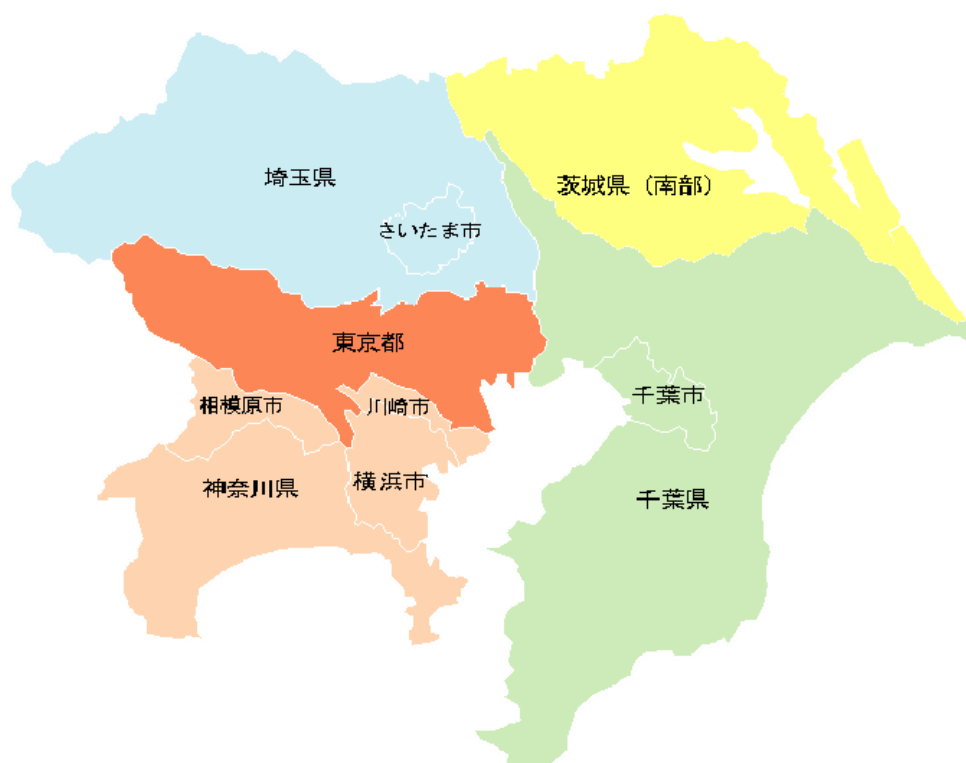 埼玉県
茨城県（南部）
さいたま市
東京都
千葉市
相模原市
川崎市
横浜市
神奈川県
千葉県